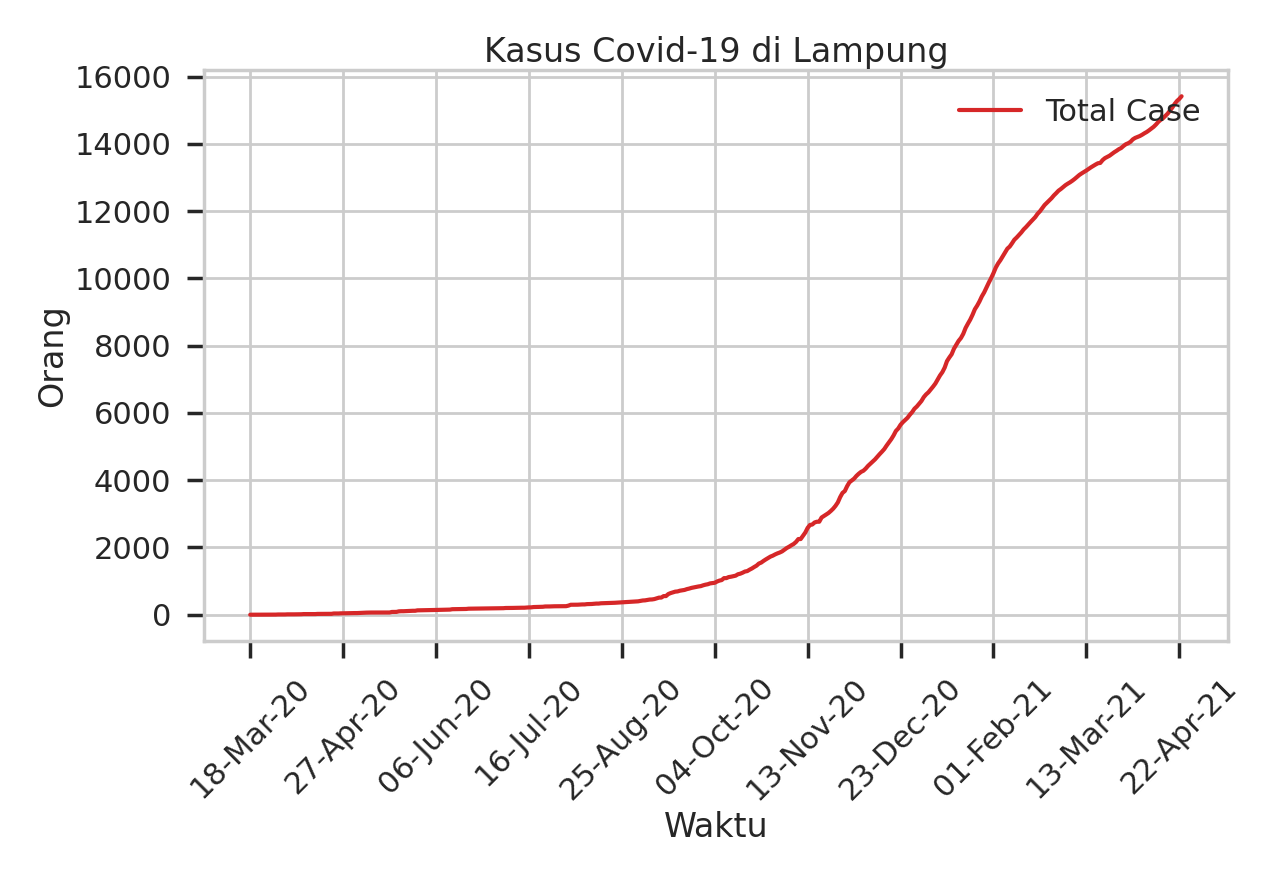 Kasus Covid-19 di Lampung
Total Case
Orang
16000
14000
12000
10000
8000
6000
4000
2000
0
18-Mar-20
27-Apr-20
06-Jun-20
16-Jul-20
25-Aug-20
04-Oct-20
13-Nov-20
23-Dec-20
01-Feb-21
13-Mar-21
22-Apr-21
Waktu